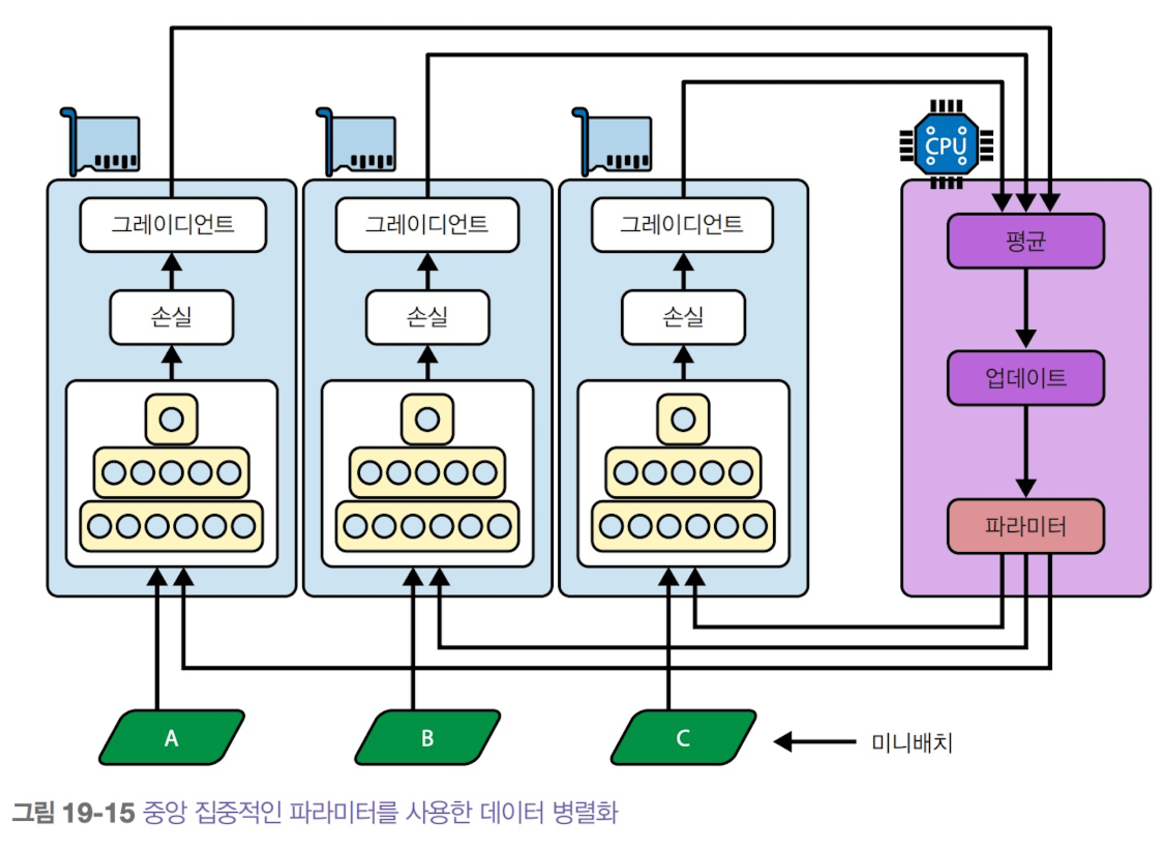 CPU
그레이디언트
그레이디언트
그레이디언트
평균
손실
손실
손실
업데이트
파라미터
A
B
C
미니배치
그림 19-15 중앙 집중적인 파라미터를 사용한 데이터 병렬화